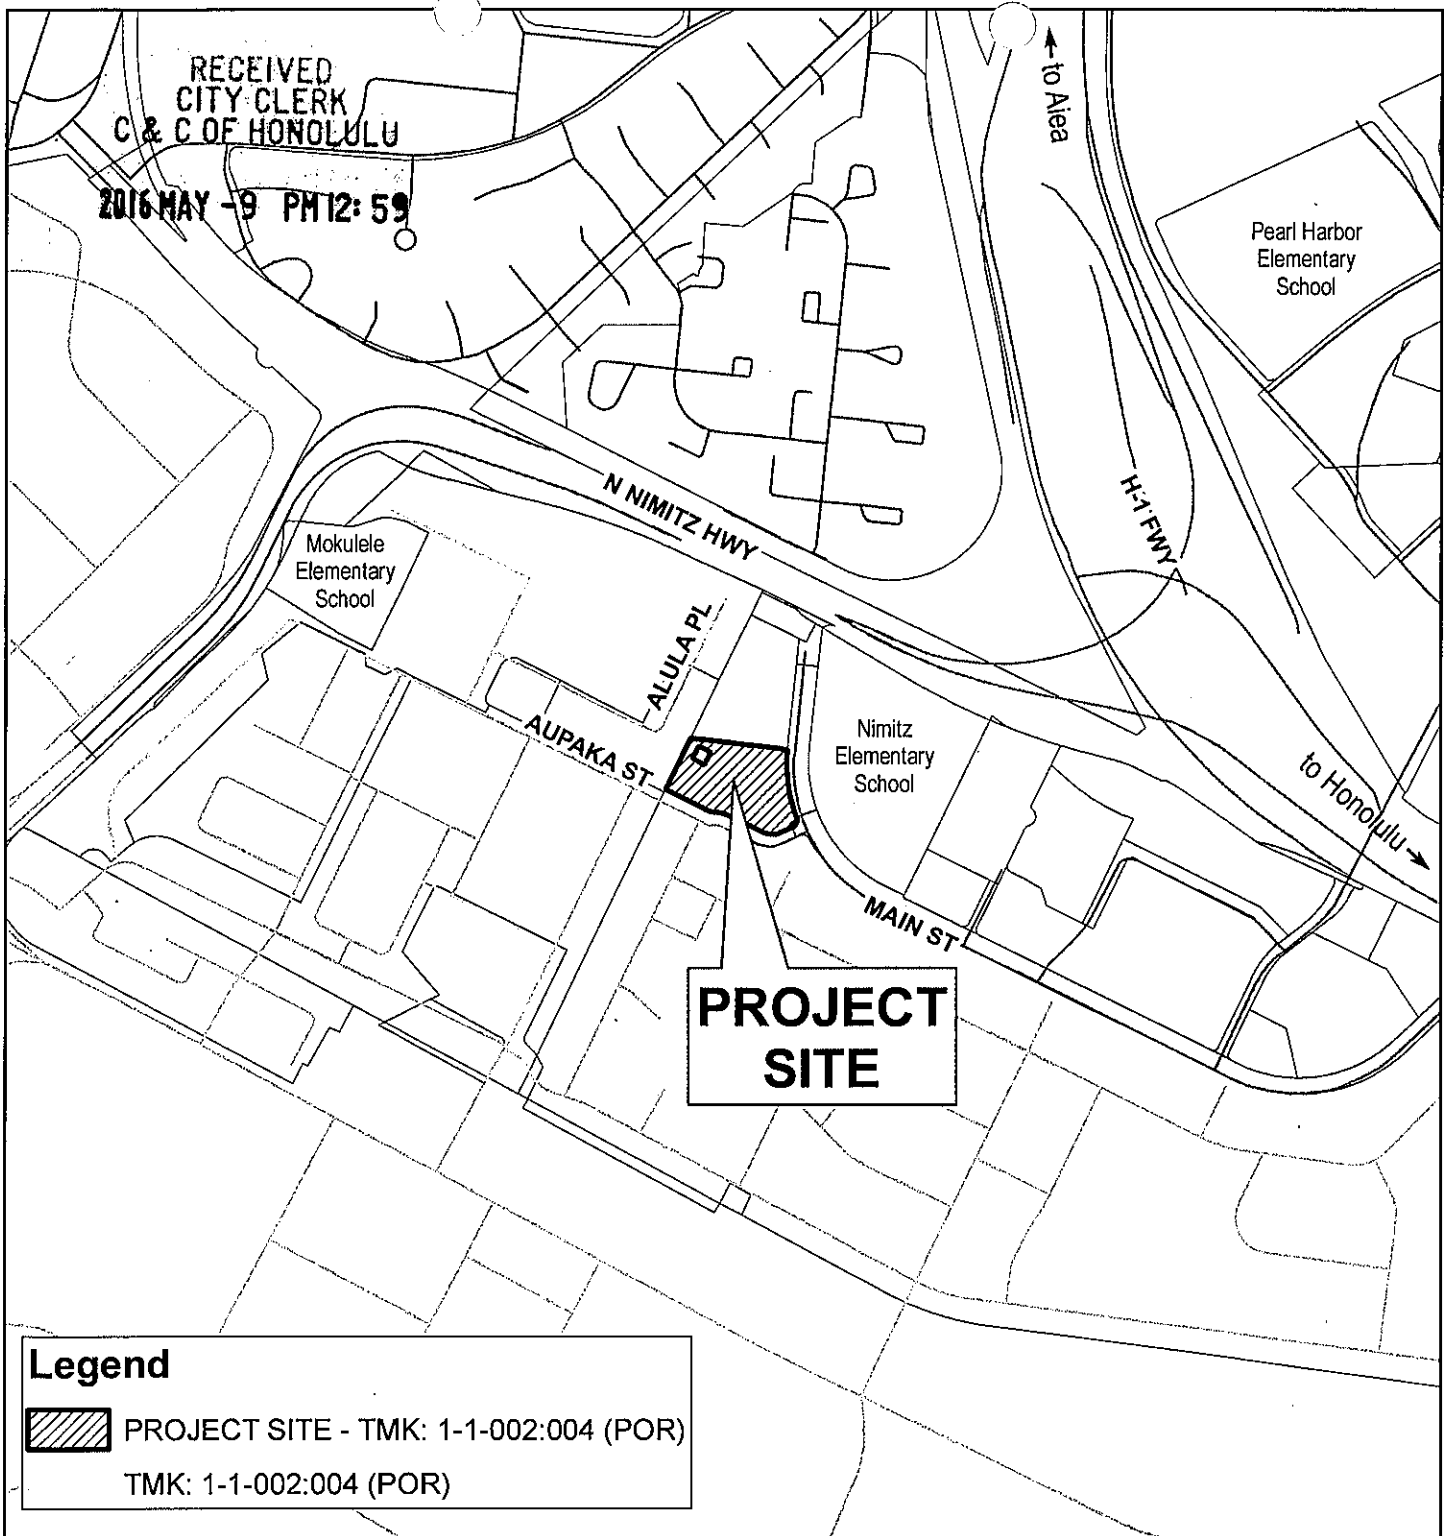 RECEIVED
CITY CLERK
C & C OF HONOLULU
2016 MAY -9 PM 12:59
← to Aiea
Pearl Harbor
Elementary
School
N NIMITZ HWY
H-1 FWY
Mokulele
Elementary
School
ALULA PL
AUPAKA ST
Nimitz
Elementary
School
to Honolulu →
MAIN ST
PROJECT
SITE
Legend
PROJECT SITE - TMK: 1-1-002:004 (POR)
TMK: 1-1-002:004 (POR)